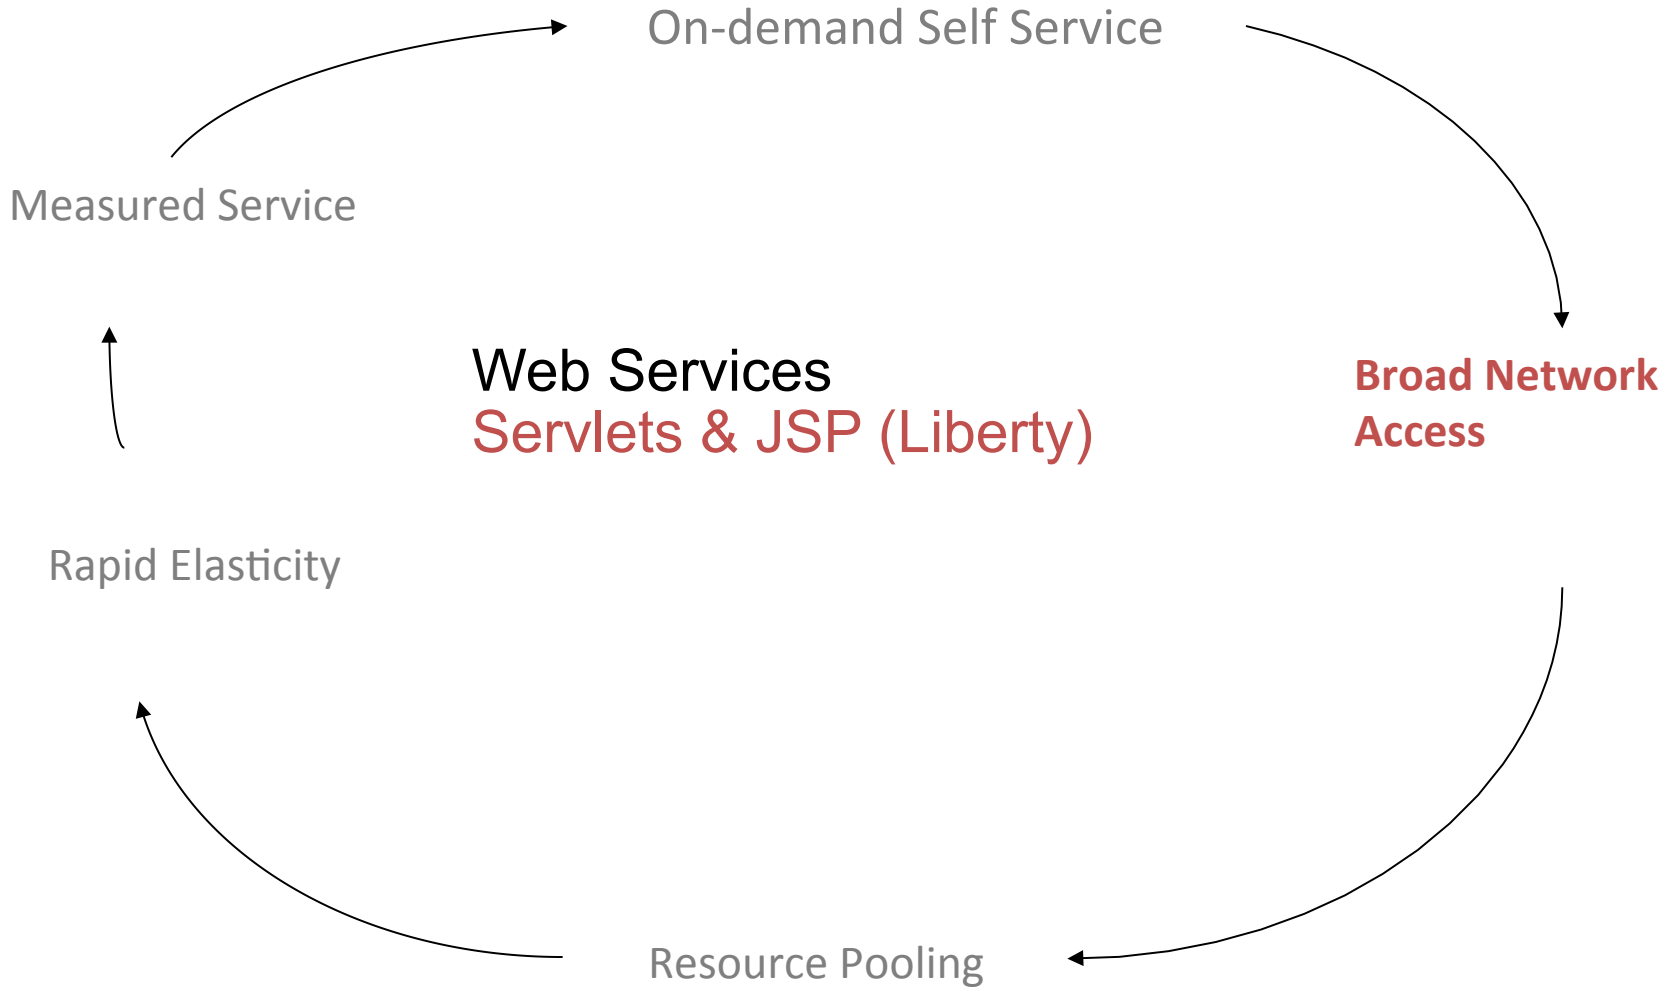 On-demand Self Service
Measured Service
Web Services
Servlets & JSP (Liberty)
Broad Network
Access
Rapid Elasticity
Resource Pooling